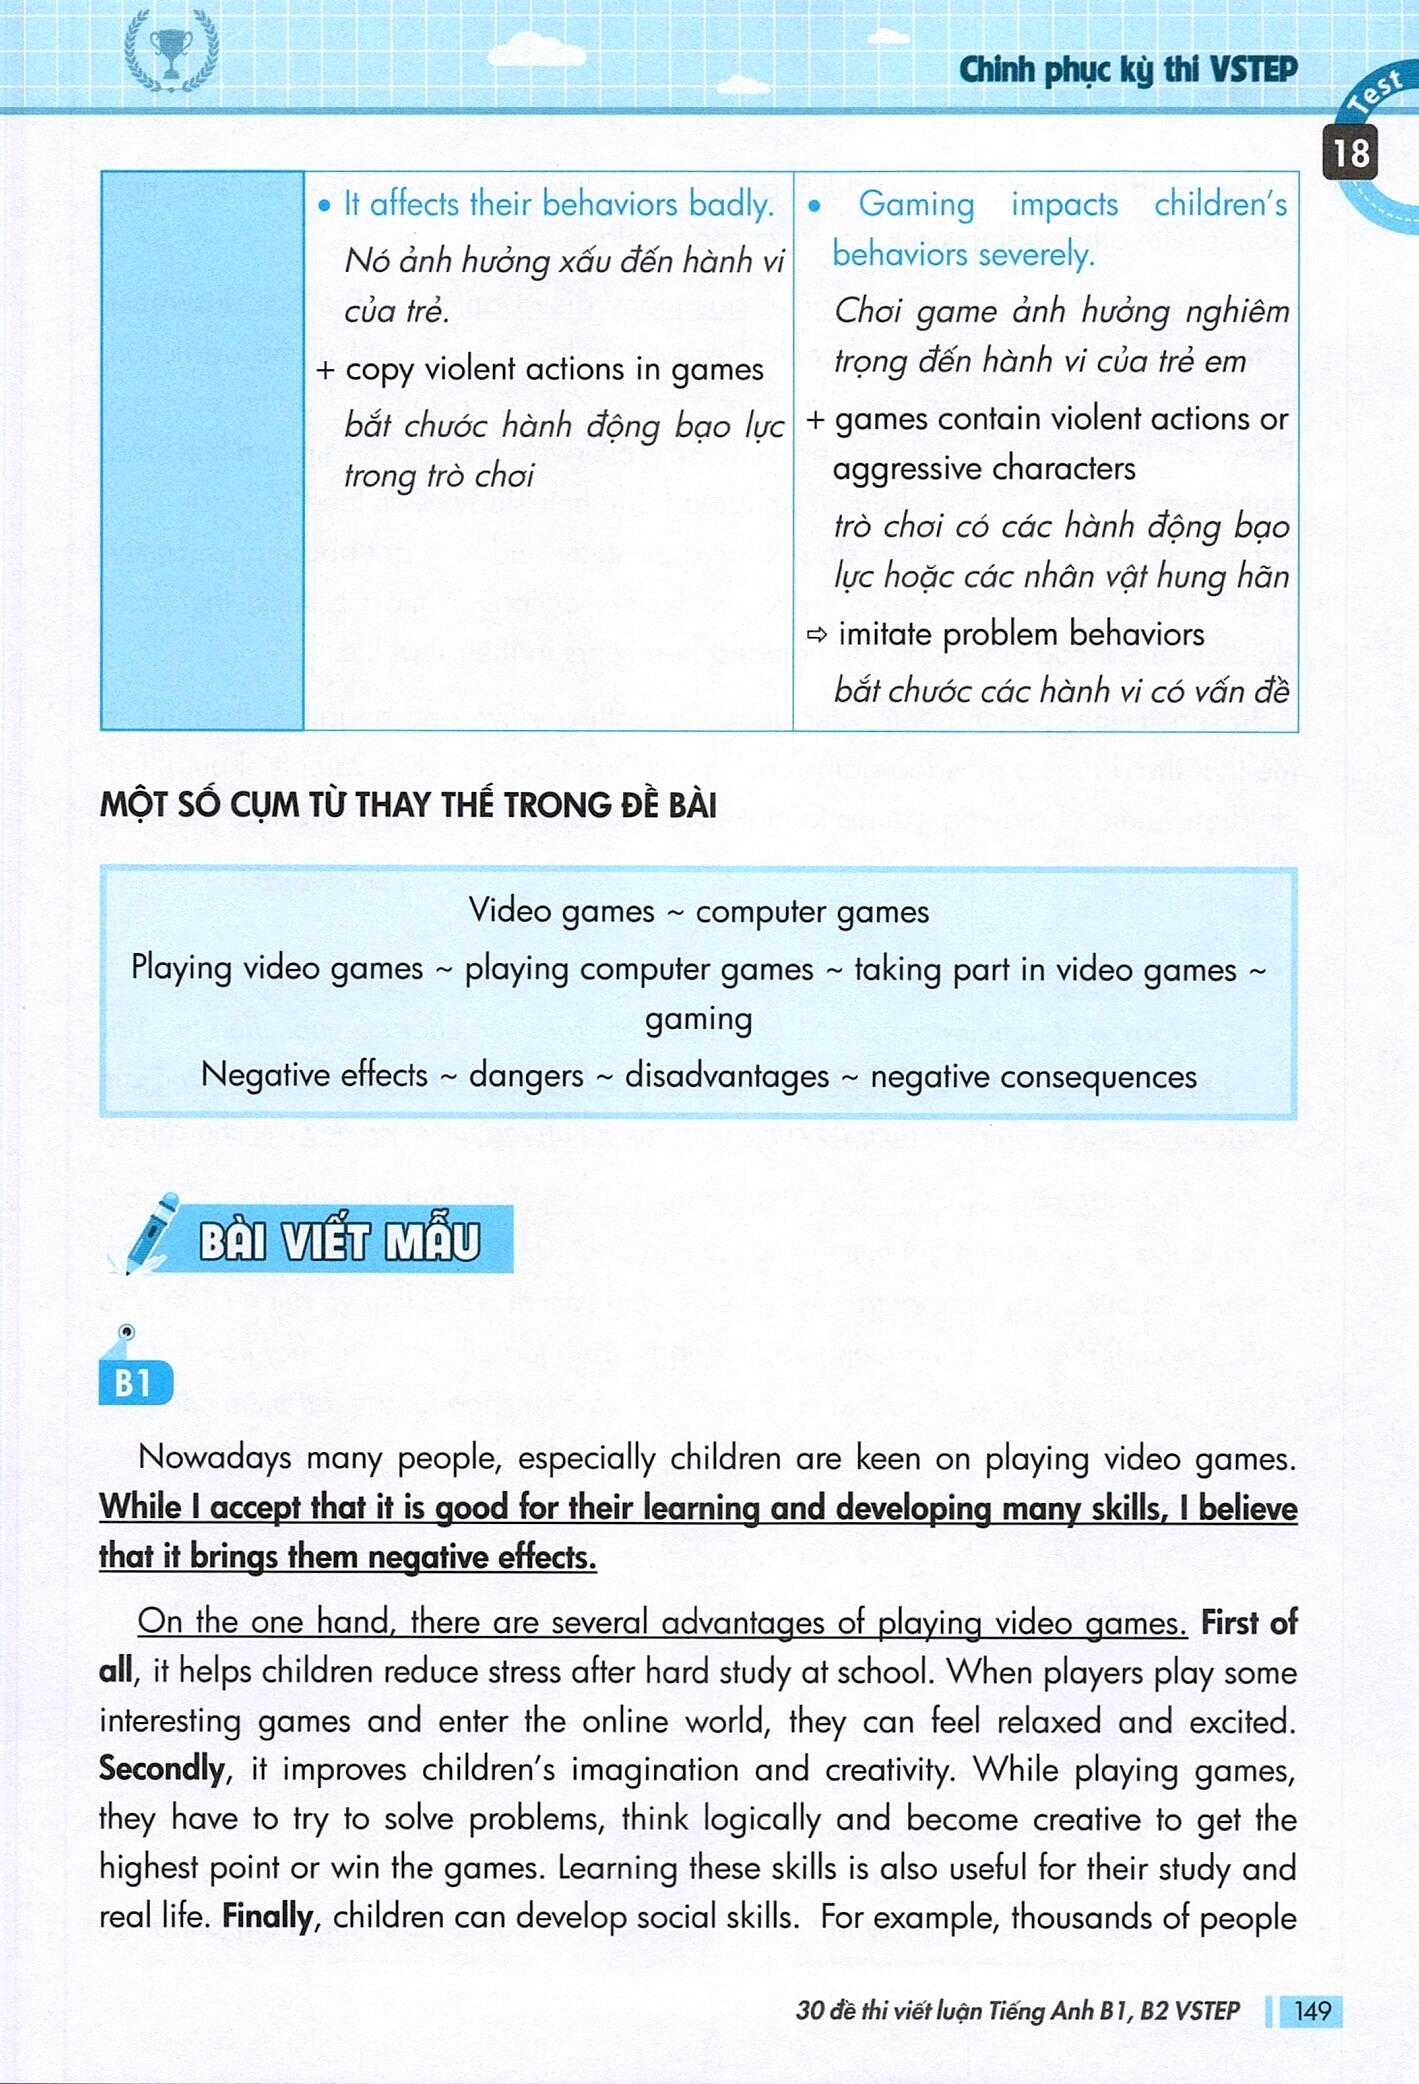 Chinh phục kỳ thi VSTEP
Test
18
• It affects their behaviors badly.
Nó ảnh hưởng xấu đến hành vi
của trẻ.
+ copy violent actions in games
bắt chước hành động bạo lực
trong trò chơi
• Gaming impacts children's
behaviors severely.
Chơi game ảnh hưởng nghiêm
trọng đến hành vi của trẻ em
+ games contain violent actions or
aggressive characters
trò chơi có các hành động bạo
lực hoặc các nhân vật hung hãn
⇨ imitate problem behaviors
bắt chước các hành vi có vấn đề
MỘT SỐ CỤM TỪ THAY THẾ TRONG ĐỀ BÀI
Video games ~ computer games
Playing video games ~ playing computer games ~ taking part in video games ~
gaming
Negative effects ~ dangers ~ disadvantages ~ negative consequences
BÀI VIẾT MẪU
B1
Nowadays many people, especially children are keen on playing video games.
While I accept that it is good for their learning and developing many skills, I believe
that it brings them negative effects.
On the one hand, there are several advantages of playing video games. First of
all, it helps children reduce stress after hard study at school. When players play some
interesting games and enter the online world, they can feel relaxed and excited.
Secondly, it improves children's imagination and creativity. While playing games,
they have to try to solve problems, think logically and become creative to get the
highest point or win the games. Learning these skills is also useful for their study and
real life. Finally, children can develop social skills. For example, thousands of people
30 đề thi viết luận Tiếng Anh B1, B2 VSTEP
149